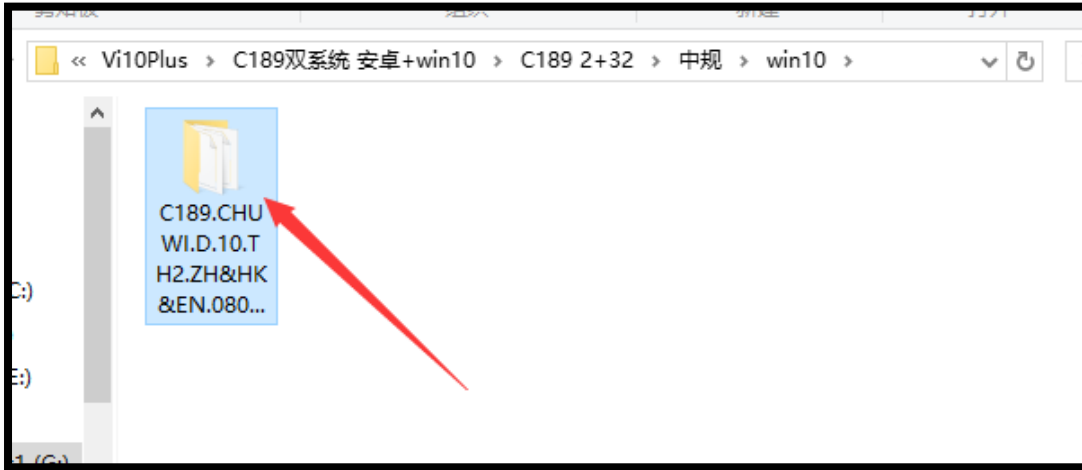 « Vi10Plus › C189双系统 安卓+win10 › C189 2+32 › 中规 › win10 ›
C189.CHU
WI.D.10.T
H2.ZH&HK
&EN.080...
C:)
E:)